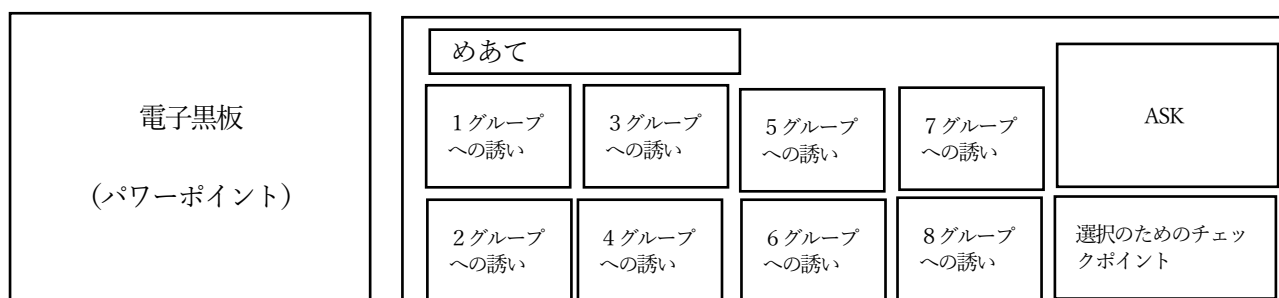 電子黒板
（パワーポイント）
めあて
１グループ
への誘い
３グループ
への誘い
５グループ
への誘い
７グループ
への誘い
ASK
２グループ
への誘い
４グループ
への誘い
６グループ
への誘い
８グループ
への誘い
選択のためのチェッ
クポイント